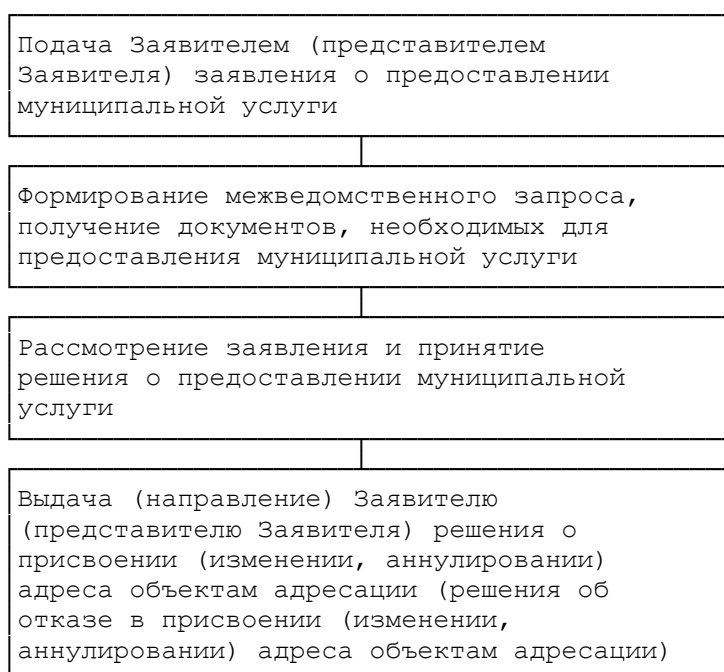 Подача Заявителем (представителем
Заявителя) заявления о предоставлении
муниципальной услуги
Формирование межведомственного запроса,
получение документов, необходимых для
предоставления муниципальной услуги
Рассмотрение заявления и принятие
решения о предоставлении муниципальной
услуги
Выдача (направление) Заявителю
(представителю Заявителя) решения о
присвоении (изменении, аннулировании)
адреса объектам адресации (решения об
отказе в присвоении (изменении,
аннулировании) адреса объектам адресации)